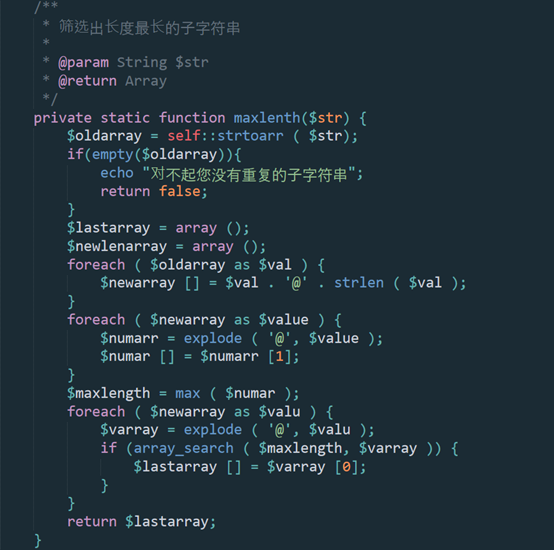 /**
 * 筛选出长度最长的子字符串
 *
 * @param String $str
 * @return Array
 */
private static function maxlenth($str) {
    $oldarray = self::strtoarr ( $str);
    if(empty($oldarray)){
        echo "对不起您没有重复的子字符串";
        return false;
    }
    $lastarray = array ();
    $newlenarray = array ();
    foreach ( $oldarray as $val ) {
        $newarray [] = $val . '@' . strlen ( $val );
    }
    foreach ( $newarray as $value ) {
        $numarr = explode ( '@', $value );
        $numar [] = $numarr [1];
    }
    $maxlength = max ( $numar );
    foreach ( $newarray as $valu ) {
        $varray = explode ( '@', $valu );
        if (array_search ( $maxlength, $varray )) {
            $lastarray [] = $varray [0];
        }
    }
    return $lastarray;
}